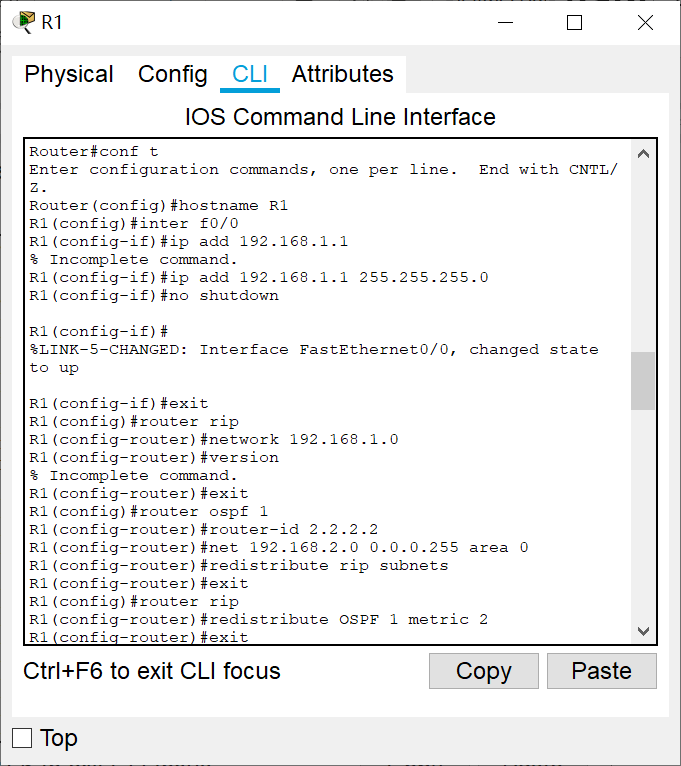 R1
Physical Config CLI Attributes
IOS Command Line Interface
Router#conf t
Enter configuration commands, one per line.  End with CNTL/
Z.
Router(config)#hostname R1
R1(config)#inter f0/0
R1(config-if)#ip add 192.168.1.1
% Incomplete command.
R1(config-if)#ip add 192.168.1.1 255.255.255.0
R1(config-if)#no shutdown
R1(config-if)#
%LINK-5-CHANGED: Interface FastEthernet0/0, changed state
to up
R1(config-if)#exit
R1(config)#router rip
R1(config-router)#network 192.168.1.0
R1(config-router)#version
% Incomplete command.
R1(config-router)#exit
R1(config)#router ospf 1
R1(config-router)#router-id 2.2.2.2
R1(config-router)#net 192.168.2.0 0.0.0.255 area 0
R1(config-router)#redistribute rip subnets
R1(config-router)#exit
R1(config)#router rip
R1(config-router)#redistribute OSPF 1 metric 2
R1(config-router)#exit
Ctrl+F6 to exit CLI focus
Copy Paste
Top